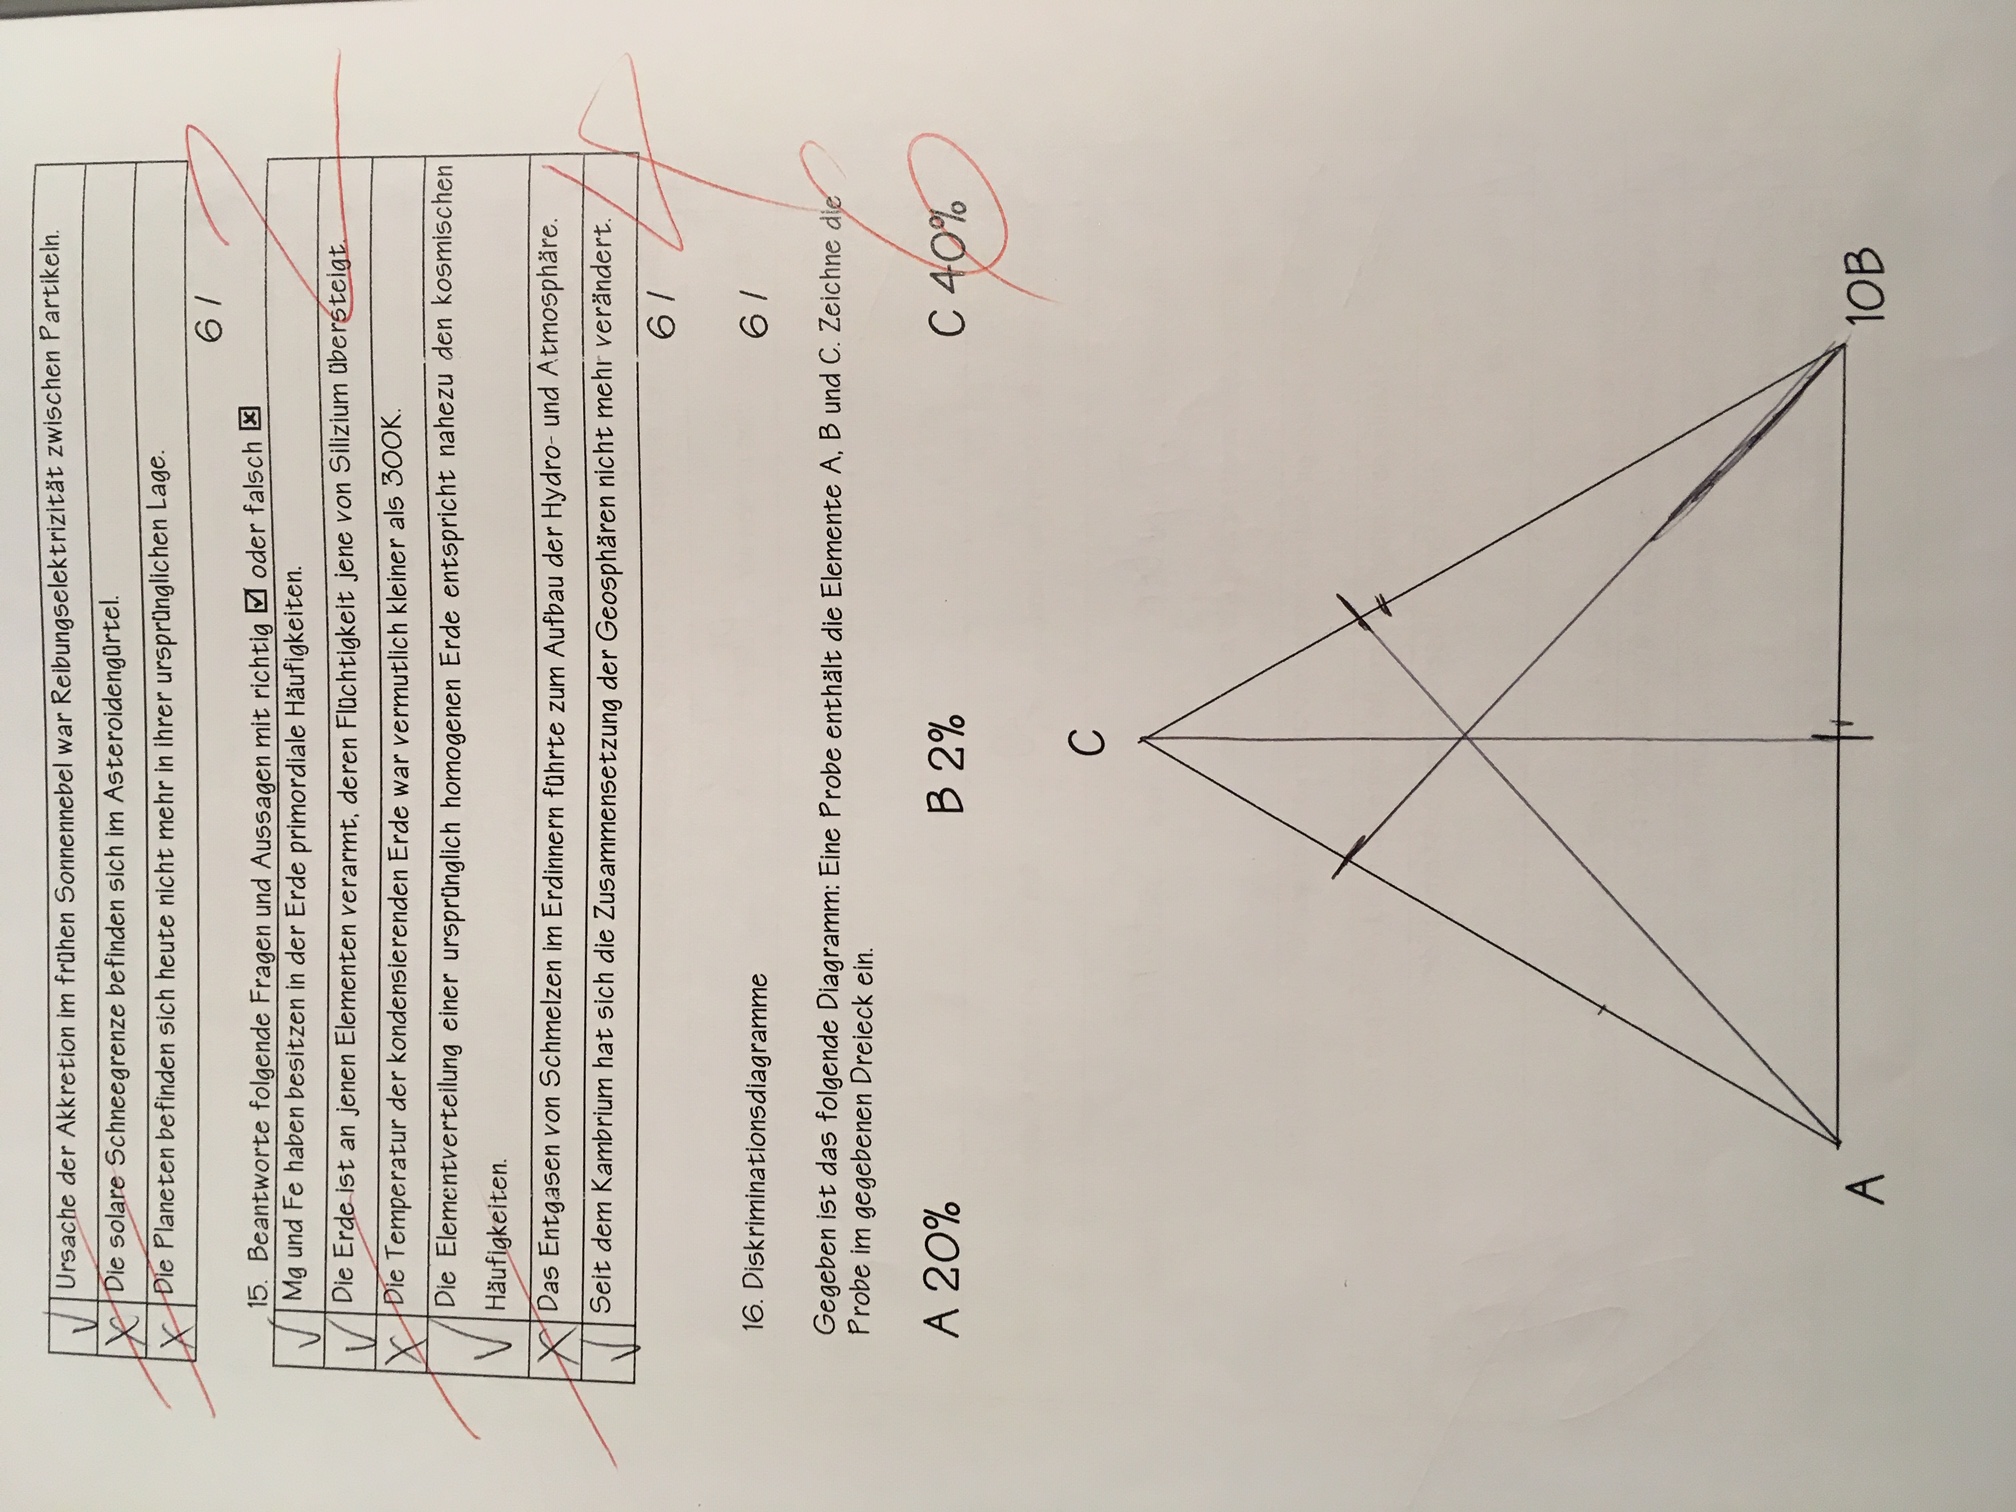 ✓ Ursache der Akkretion im frühen Sonnennebel war Reibungselektrizität zwischen Partikeln.
X Die solare Schneegrenze befinden sich im Asteroidengürtel.
X Die Planeten befinden sich heute nicht mehr in ihrer ursprünglichen Lage.
6 / 2
15. Beantworte folgende Fragen und Aussagen mit richtig ☑ oder falsch ☒
✓ Mg und Fe haben besitzen in der Erde primordiale Häufigkeiten.
✓ Die Erde ist an jenen Elementen verarmt, deren Flüchtigkeit jene von Silizium übersteigt.
X Die Temperatur der kondensierenden Erde war vermutlich kleiner als 300K.
✓ Die Elementverteilung einer ursprünglich homogenen Erde entspricht nahezu den kosmischen
Häufigkeiten.
X Das Entgasen von Schmelzen im Erdinnern führte zum Aufbau der Hydro- und Atmosphäre.
✓ Seit dem Kambrium hat sich die Zusammensetzung der Geosphären nicht mehr verändert.
6 / 4
16. Diskriminationsdiagramme 6 / 6
Gegeben ist das folgende Diagramm: Eine Probe enthält die Elemente A, B und C. Zeichne die
Probe im gegebenen Dreieck ein.
A 20% B 2% C 40%
C
A 10B